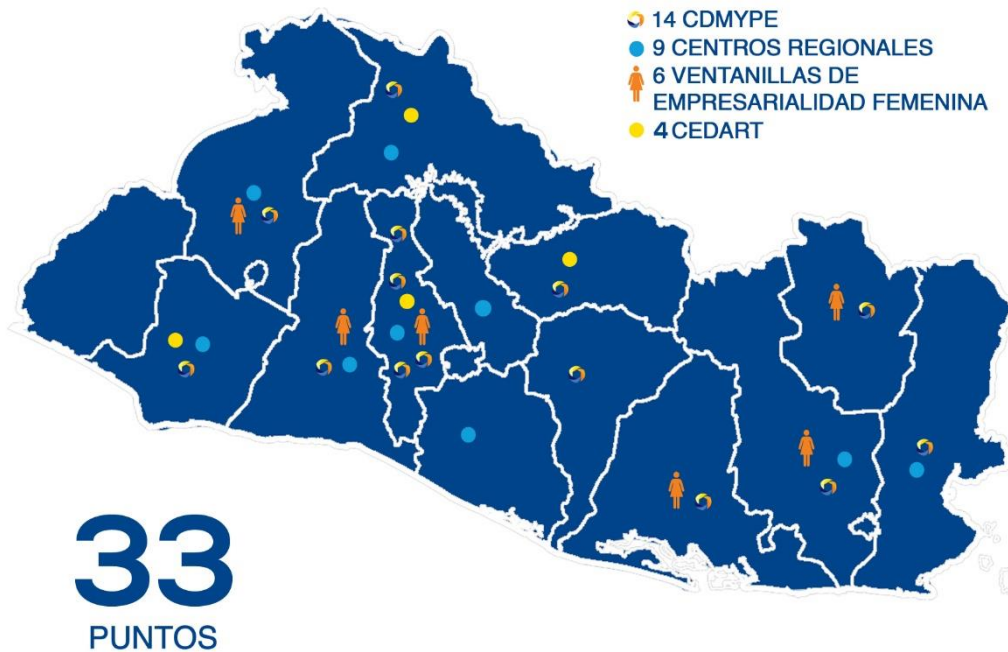 14 CDMYPE
9 CENTROS REGIONALES
6 VENTANILLAS DE
EMPRESARIALIDAD FEMENINA
4 CEDART
33
PUNTOS